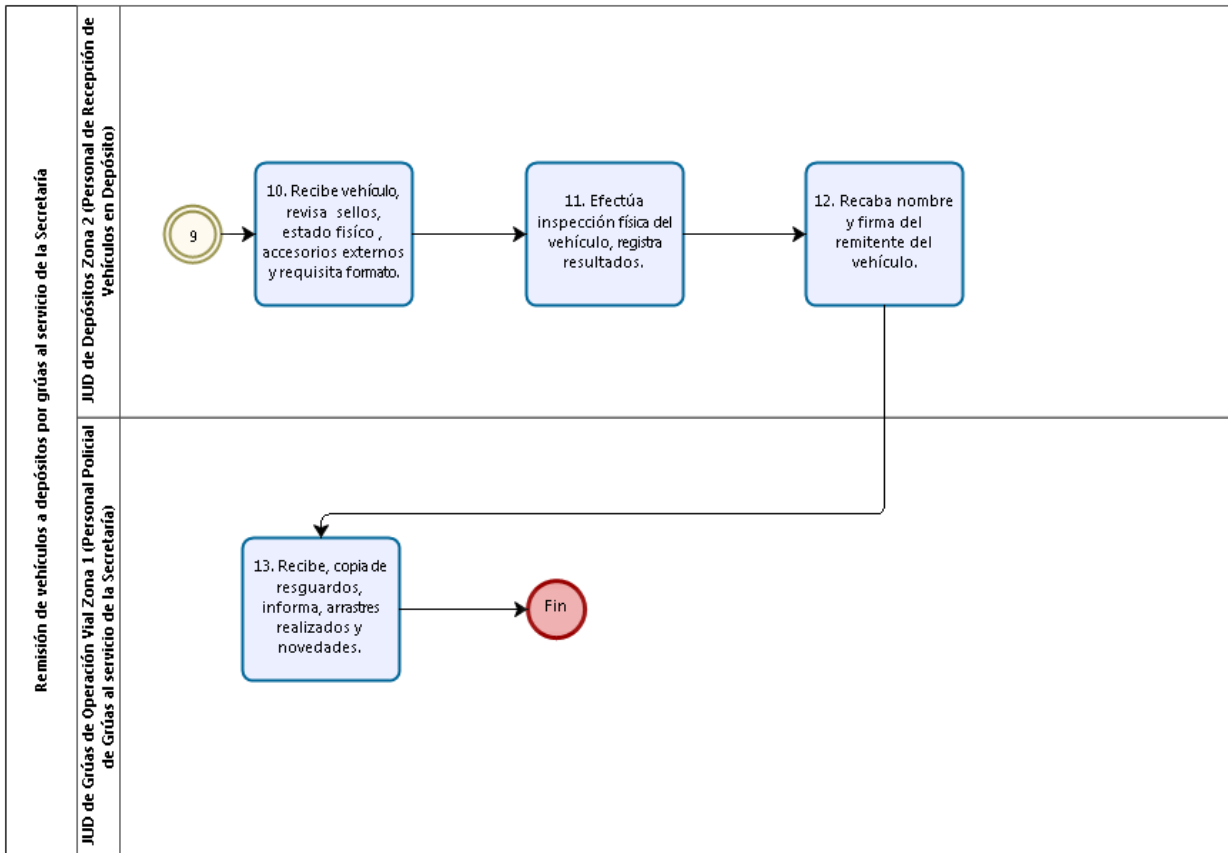 Remisión de vehículos a depósitos por grúas al servicio de la Secretaría
JUD de Depósitos Zona 2 (Personal de Recepción de
Vehículos en Depósito)
9
10. Recibe vehículo,
revisa sellos,
estado fisíco ,
accesorios externos
y requisita formato.
11. Efectúa
inspección física del
vehículo, registra
resultados.
12. Recaba nombre
y firma del
remitente del
vehículo.
JUD de Grúas de Operación Vial Zona 1 (Personal Policial
de Grúas al servicio de la Secretaría)
13. Recibe, copia de
resguardos,
informa, arrastres
realizados y
novedades.
Fin